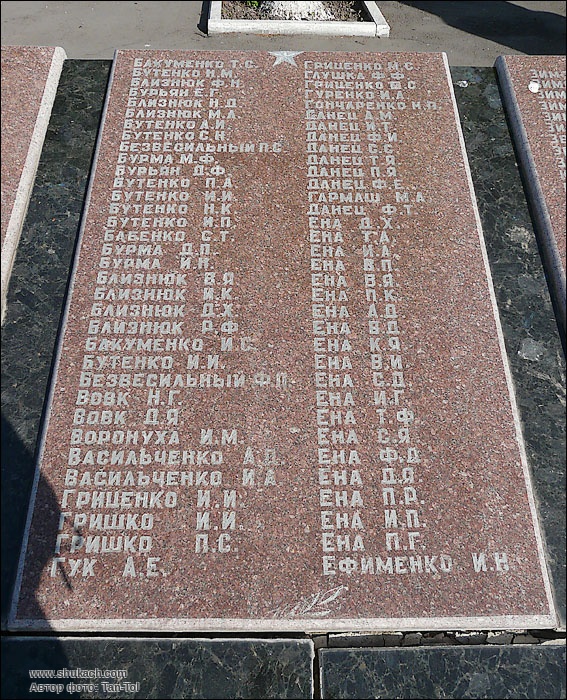 Бакуменко Т.С.
Бутенко Н.М.
Близнюк Ф.Н.
Бурьян Е.Г.
Близнюк Н.Д.
Близнюк М.А.
Бутенко А.И.
Бутенко С.К.
Безвесильный П.С.
Бурма М.Ф.
Бурьян Д.Ф.
Бутенко П.А.
Бутенко И.И.
Бутенко Н.К.
Бутенко И.П.
Бабенко С.Г.
Бурма Д.П.
Бурма И.Н.
Близнюк В.Я
Близнюк И.К.
Близнюк Д.Х.
Близнюк Р.Ф
Бакуменко И.С.
Бутенко И.И.
Безвесильный Ф.П.
Вовк Н.Г.
Вовк Д.Я
Воронуха И.М.
Васильченко А.П.
Васильченко И.А
Гриценко И.И.
Гришко И.И.
Гришко П.С.
Гук А.Е.
Гриценко М.С.
Глушка Ф.Ф.
Гриценко Ш.С.
Гуренко И.А.
Гончаренко И.П.
Данец А.М.
Данец И.Т.
Данец Ф.И
Данец С.С
Данец Т.Я
Данец П.Я
Данец Ф.Е.
Гармаш М.А.
Данец Ф.Т.
Ена Д.Х.
Ена Т.А.
Ена И.А.
Ена В.П.
Ена В.Я
Ена П.К.
Ена А.Д.
Ена В.Д.
Ена К.Я
Ена В.И
Ена С.Д.
Ена И.Г.
Ена Т.Ф.
Ена С.Я
Ена Ф.Д
Ена Д.Я
Ена П.Р.
Ена И.П.
Ена П.Г.
Ефименко И.Н
www.shukach.com
Автор фото: Tan-Tol